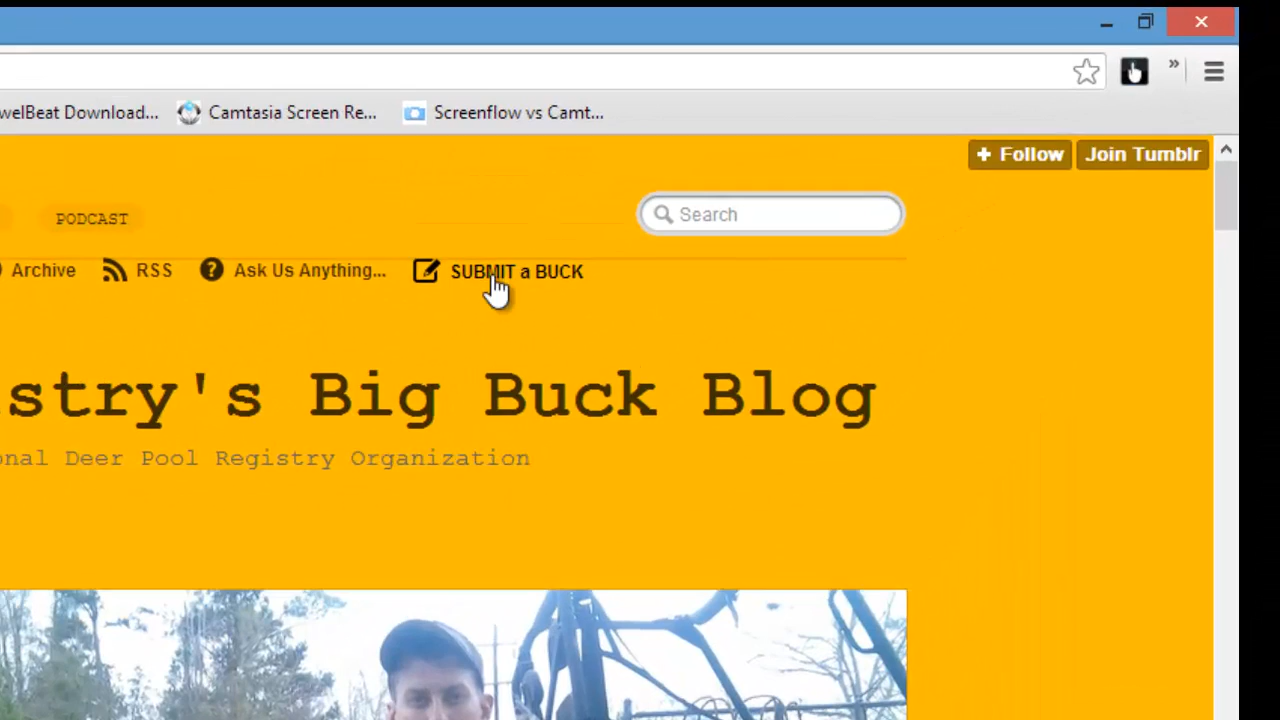 welBeat Download... Camtasia Screen Re... Screenflow vs Camt...
+ Follow Join Tumblr
PODCAST Search
Archive RSS Ask Us Anything... SUBMIT a BUCK
stry's Big Buck Blog
onal Deer Pool Registry Organization